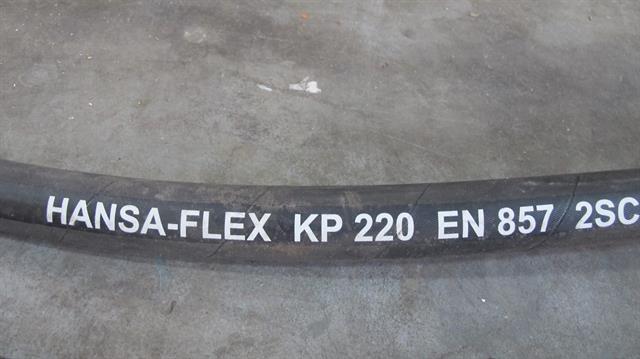 HANSA-FLEX KP 220 EN 857 2SC